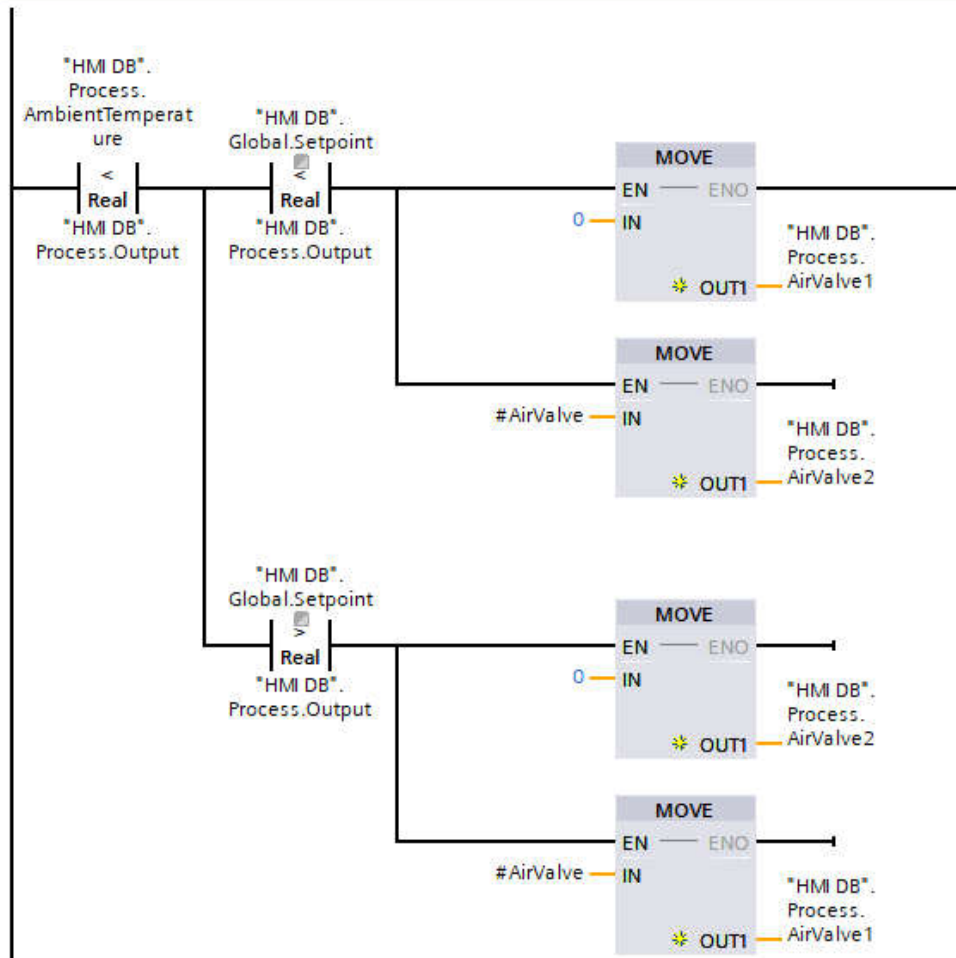 "HMI DB".
Process.
AmbientTemperat
ure
<
Real
"HMI DB".
Process.Output
"HMI DB".
Global.Setpoint
<
Real
"HMI DB".
Process.Output
MOVE
EN ENO
0 IN
OUT1
"HMI DB".
Process.
AirValve1
MOVE
EN ENO
#AirValve IN
OUT1
"HMI DB".
Process.
AirValve2
"HMI DB".
Global.Setpoint
>
Real
"HMI DB".
Process.Output
MOVE
EN ENO
0 IN
OUT1
"HMI DB".
Process.
AirValve2
MOVE
EN ENO
#AirValve IN
OUT1
"HMI DB".
Process.
AirValve1